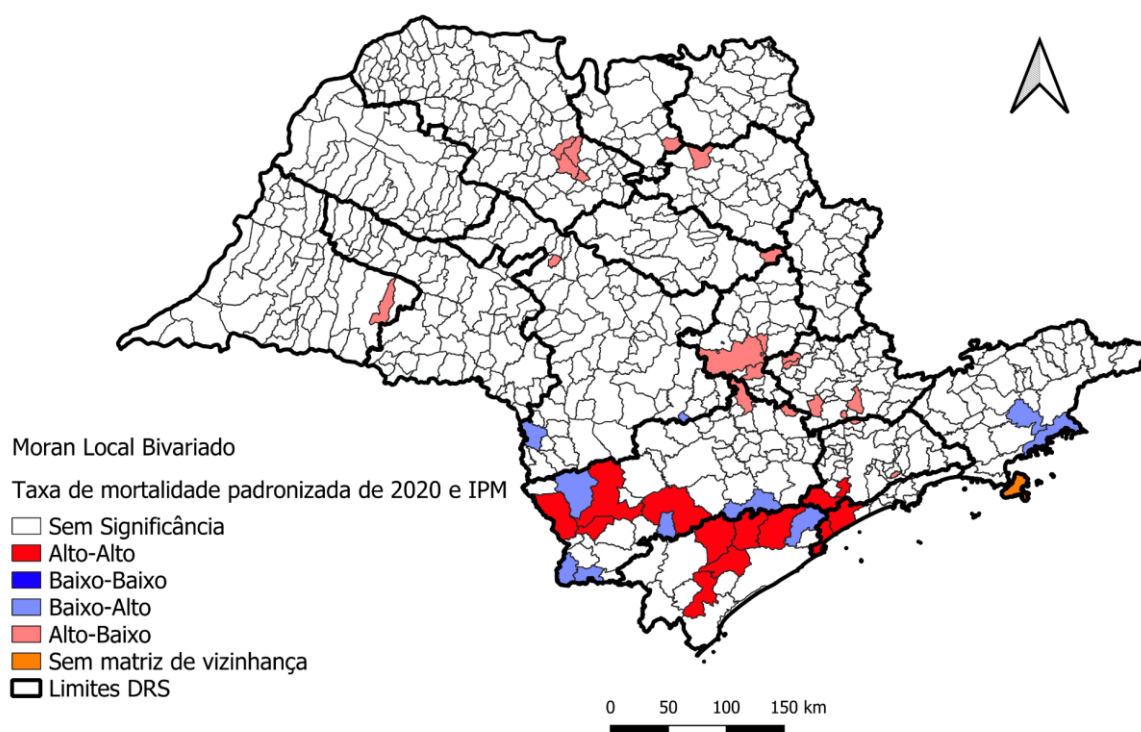 Moran Local Bivariado
Taxa de mortalidade padronizada de 2020 e IPM
Sem Significância
Alto-Alto
Baixo-Baixo
Baixo-Alto
Alto-Baixo
Sem matriz de vizinhança
Limites DRS
0 50 100 150 km